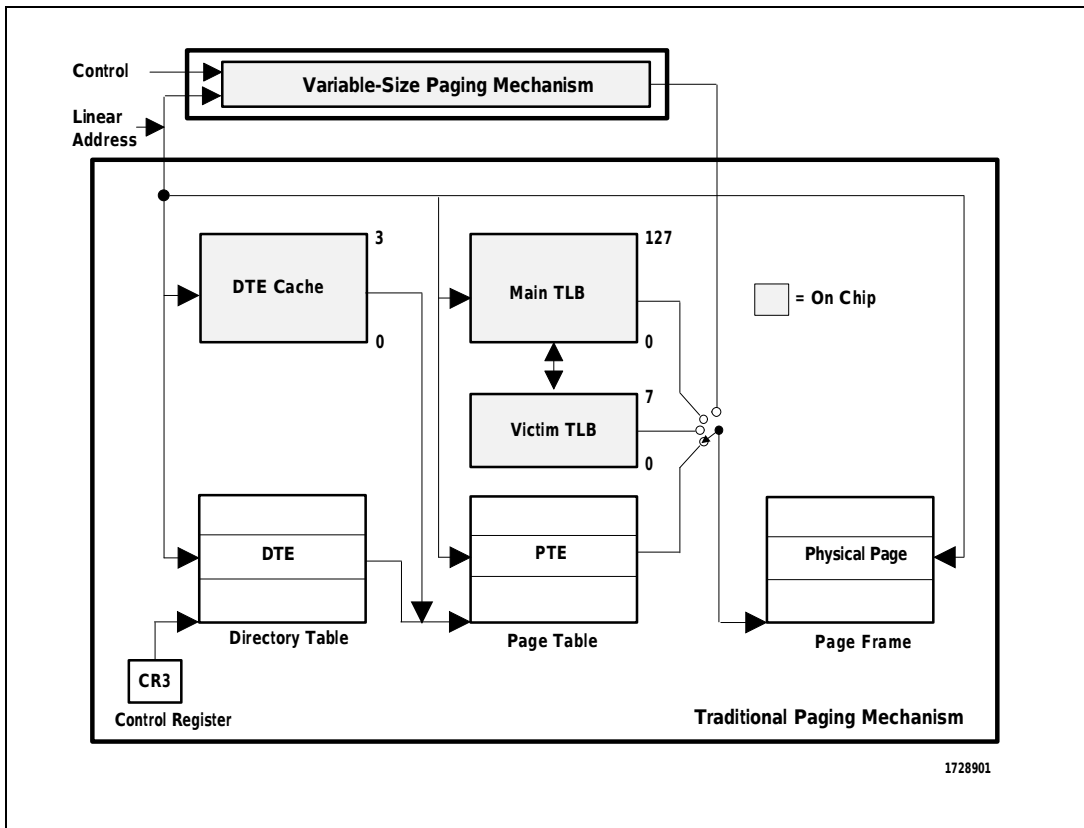 Control
Variable-Size Paging Mechanism
Linear
Address
3
127
DTE Cache
Main TLB
= On Chip
0
0
7
Victim TLB
0
DTE
PTE
Physical Page
Directory Table
Page Table
Page Frame
CR3
Control Register
Traditional Paging Mechanism
1728901